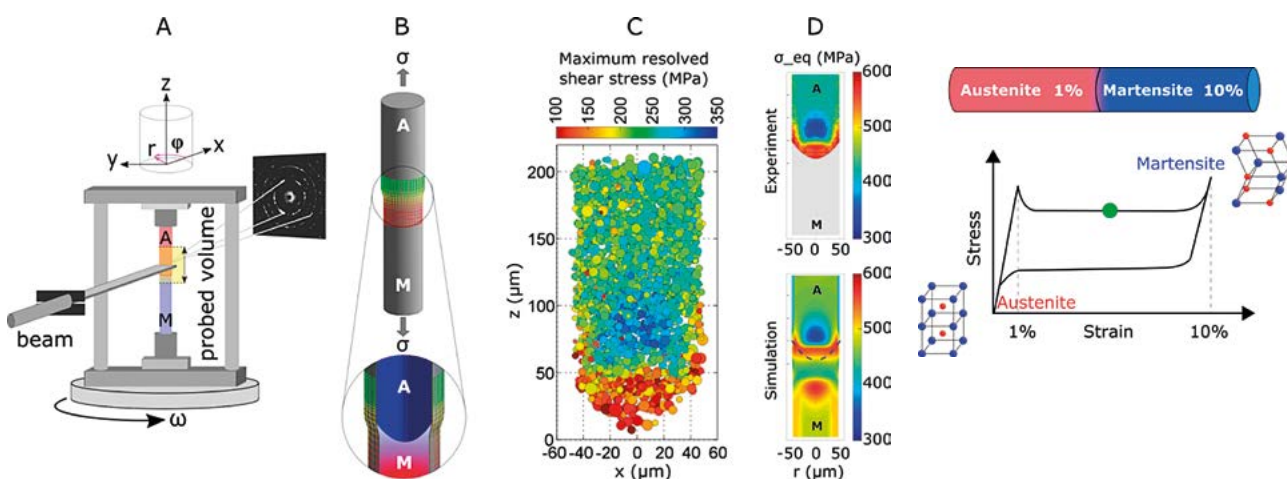 A
B
C
D
z
r
φ
x
y
A
M
probed volume
beam
ω
σ
A
M
σ
A
M
Maximum resolved
shear stress (MPa)
100
150
200
250
300
350
z (µm)
200
150
140
100
50
0
-60 -40 -20 0 20 40 60
x (µm)
σ_eq (MPa)
Experiment
A
M
600
500
400
300
-50 0 50
Simulation
A
M
600
500
400
300
-50 0 50
r (µm)
Austenite 1% Martensite 10%
Martensite
Stress
Austenite
1% Strain 10%